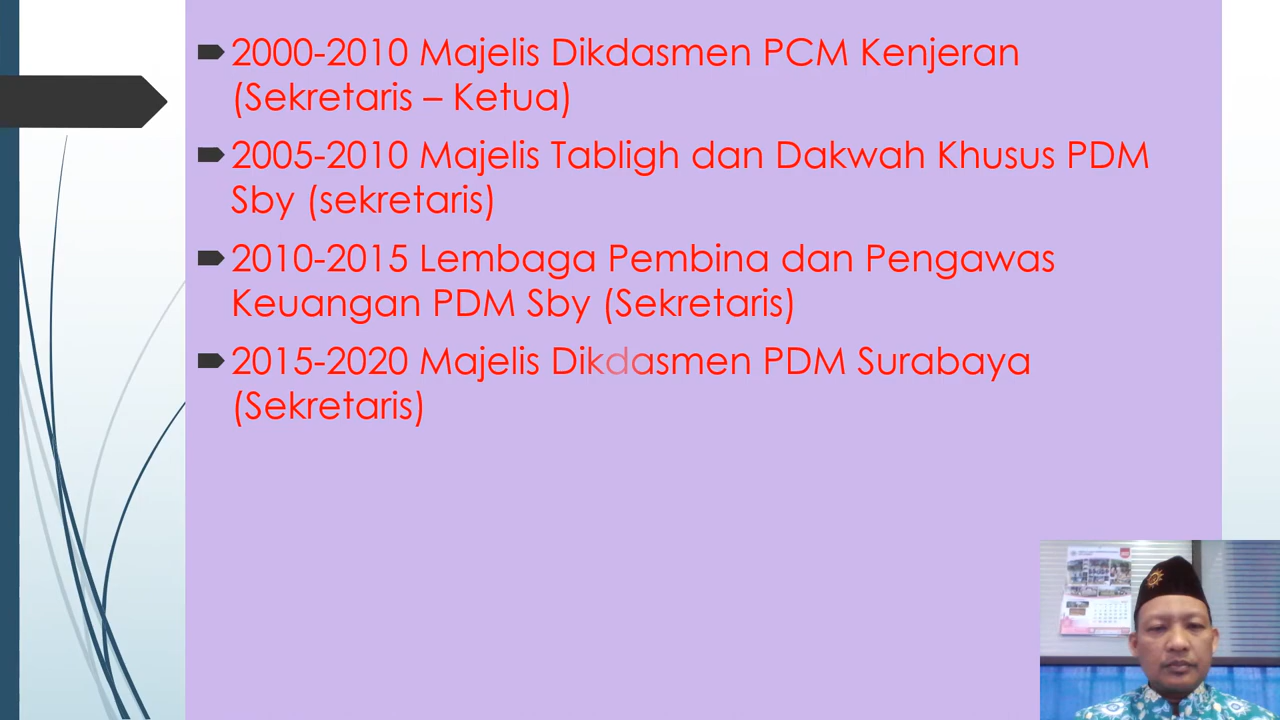 2000-2010 Majelis Dikdasmen PCM Kenjeran
(Sekretaris – Ketua)
2005-2010 Majelis Tabligh dan Dakwah Khusus PDM
Sby (sekretaris)
2010-2015 Lembaga Pembina dan Pengawas
Keuangan PDM Sby (Sekretaris)
2015-2020 Majelis Dikdasmen PDM Surabaya
(Sekretaris)